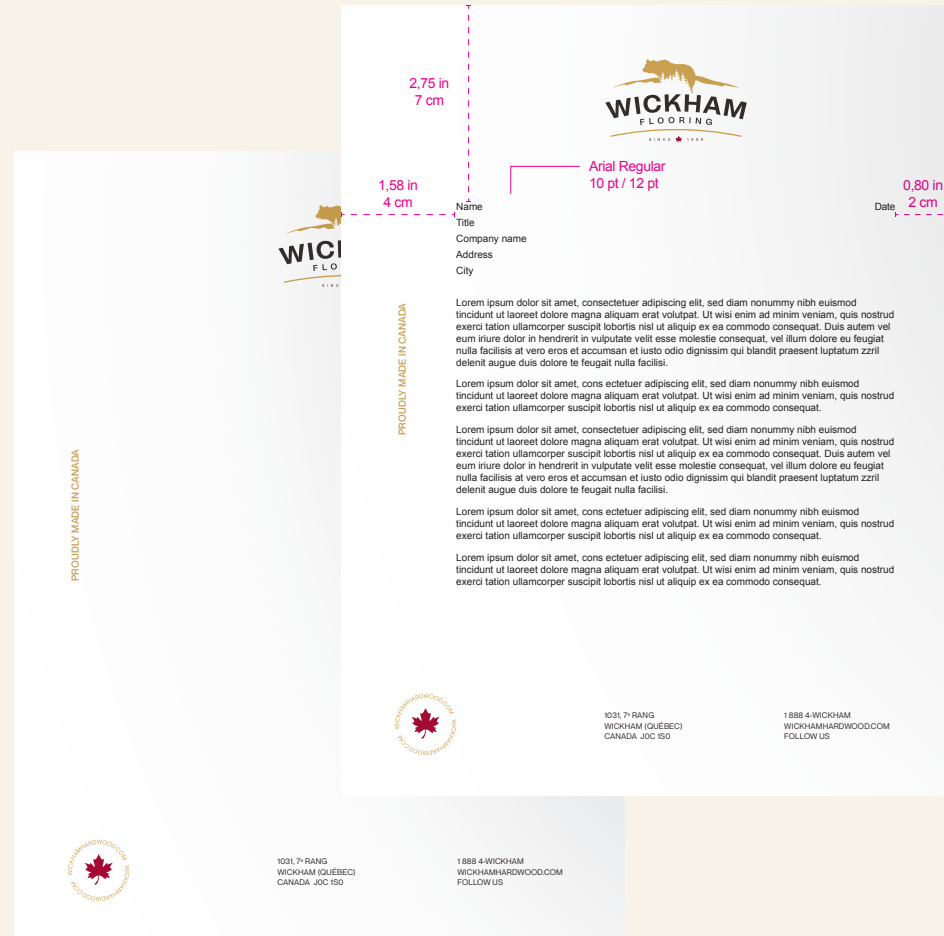 2,75 in
7 cm
WICKHAM
FLOORING
SINCE 1989
Arial Regular
10 pt / 12 pt
1,58 in
4 cm
0,80 in
2 cm
Name
Date
Title
Company name
Address
City
PROUDLY MADE IN CANADA
Lorem ipsum dolor sit amet, consectetuer adipiscing elit, sed diam nonummy nibh euismod
tincidunt ut laoreet dolore magna aliquam erat volutpat. Ut wisi enim ad minim veniam, quis nostrud
exerci tation ullamcorper suscipit lobortis nisl ut aliquip ex ea commodo consequat. Duis autem vel
eum iriure dolor in hendrerit in vulputate velit esse molestie consequat, vel illum dolore eu feugiat
nulla facilisis at vero eros et accumsan et iusto odio dignissim qui blandit praesent luptatum zzril
delenit augue duis dolore te feugait nulla facilisi.
Lorem ipsum dolor sit amet, cons ectetuer adipiscing elit, sed diam nonummy nibh euismod
tincidunt ut laoreet dolore magna aliquam erat volutpat. Ut wisi enim ad minim veniam, quis nostrud
exerci tation ullamcorper suscipit lobortis nisl ut aliquip ex ea commodo consequat.
Lorem ipsum dolor sit amet, consectetuer adipiscing elit, sed diam nonummy nibh euismod
tincidunt ut laoreet dolore magna aliquam erat volutpat. Ut wisi enim ad minim veniam, quis nostrud
exerci tation ullamcorper suscipit lobortis nisl ut aliquip ex ea commodo consequat. Duis autem vel
eum iriure dolor in hendrerit in vulputate velit esse molestie consequat, vel illum dolore eu feugiat
nulla facilisis at vero eros et accumsan et iusto odio dignissim qui blandit praesent luptatum zzril
delenit augue duis dolore te feugait nulla facilisi.
Lorem ipsum dolor sit amet, cons ectetuer adipiscing elit, sed diam nonummy nibh euismod
tincidunt ut laoreet dolore magna aliquam erat volutpat. Ut wisi enim ad minim veniam, quis nostrud
exerci tation ullamcorper suscipit lobortis nisl ut aliquip ex ea commodo consequat.
Lorem ipsum dolor sit amet, cons ectetuer adipiscing elit, sed diam nonummy nibh euismod
tincidunt ut laoreet dolore magna aliquam erat volutpat. Ut wisi enim ad minim veniam, quis nostrud
exerci tation ullamcorper suscipit lobortis nisl ut aliquip ex ea commodo consequat.
WICKHAMHARDWOOD.COM WICKHAMHARDWOOD.COM
1031, 7e RANG
WICKHAM (QUÉBEC)
CANADA J0C 1S0
1 888 4-WICKHAM
WICKHAMHARDWOOD.COM
FOLLOW US
WICK
FLO
SINC
PROUDLY MADE IN CANADA
WICKHAMHARDWOOD.COM WICKHAMHARDWOOD.COM
1031, 7e RANG
WICKHAM (QUÉBEC)
CANADA J0C 1S0
1 888 4-WICKHAM
WICKHAMHARDWOOD.COM
FOLLOW US